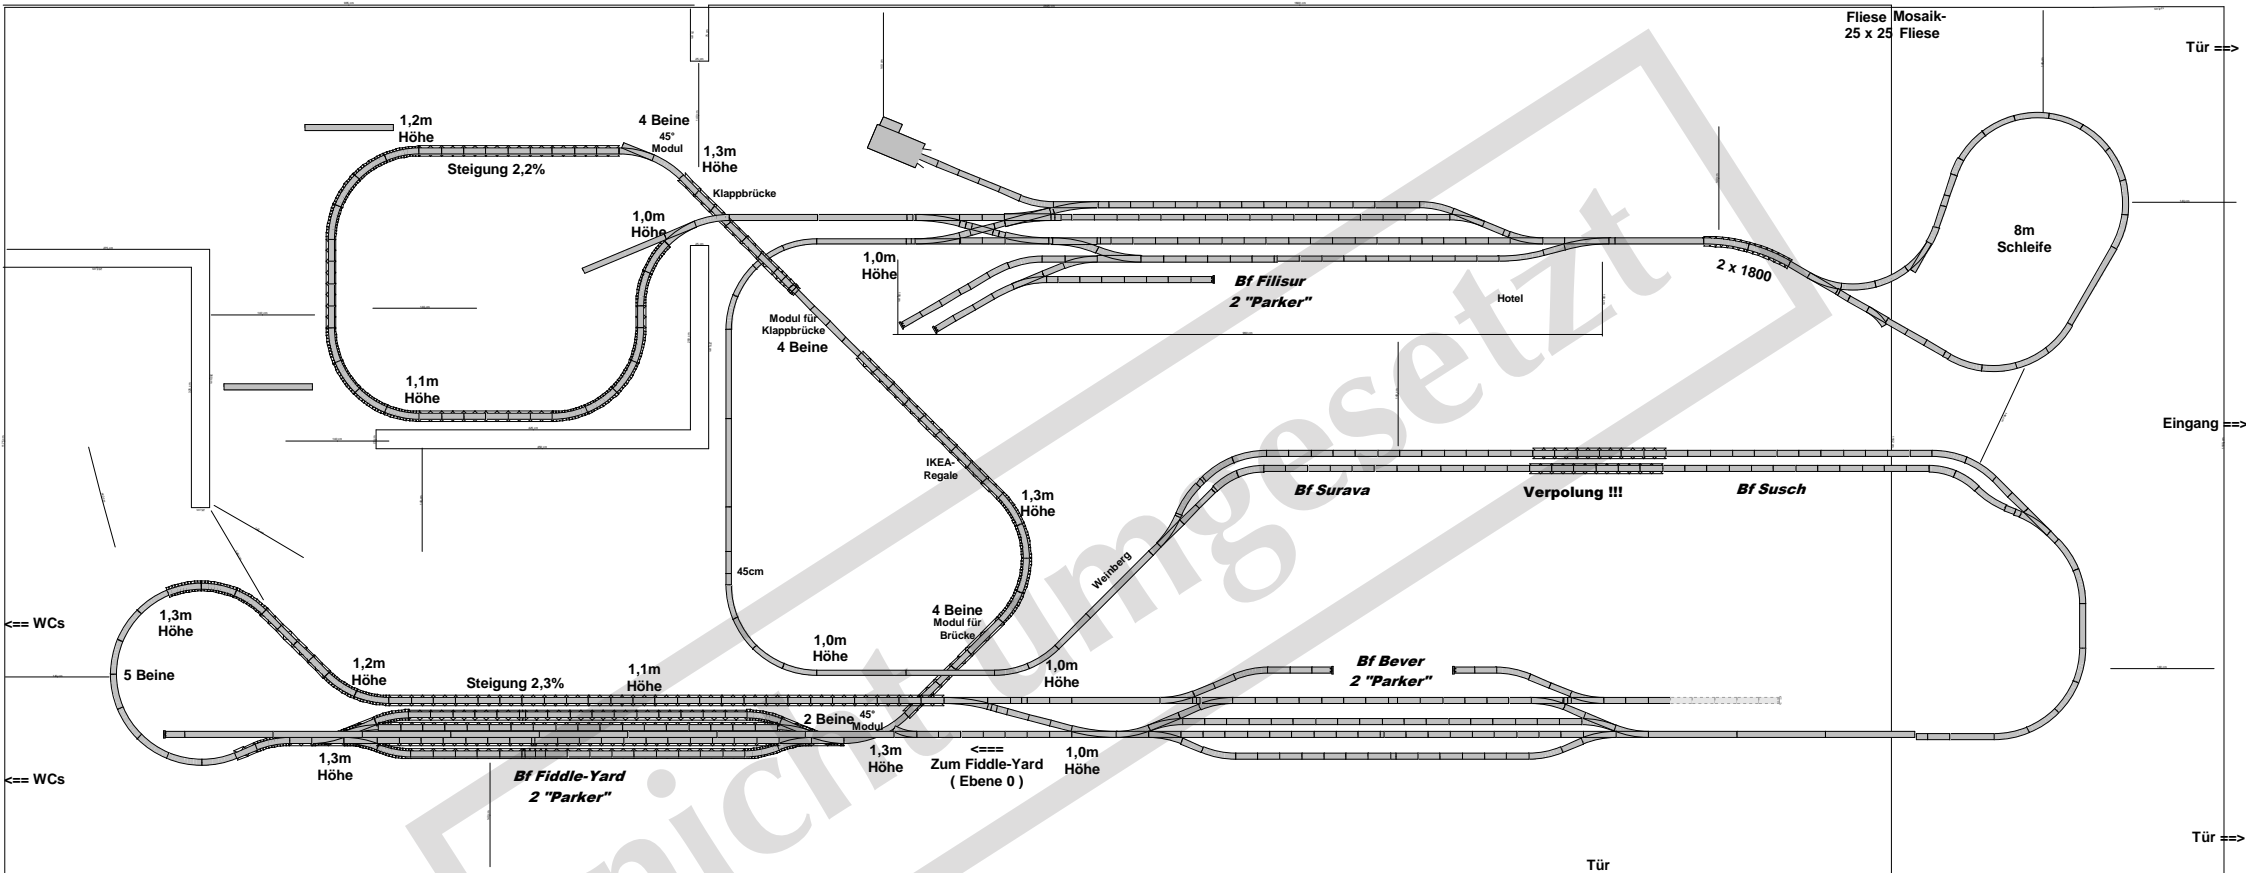 Fliese Mosaik-
25 x 25 Fliese
Tür ==>
1,2m
Höhe
4 Beine
45°
Modul
1,3m
Höhe
Steigung 2,2%
Klappbrücke
1,0m
Höhe
8m
Schleife
1,0m
Höhe
2 x 1800
Bf Filisur
2 "Parker"
Hotel
Modul für
Klappbrücke
4 Beine
1,1m
Höhe
Eingang ==>
IKEA-
Regale
1,3m
Höhe
Bf Surava
Verpolung !!!
Bf Susch
45cm
Weinberg
nicht umgesetzt
<== WCs
1,3m
Höhe
4 Beine
Modul für
Brücke
1,0m
Höhe
1,0m
Höhe
Bf Bever
2 "Parker"
5 Beine
1,2m
Höhe
Steigung 2,3%
1,1m
Höhe
2 Beine
45°
Modul
1,3m
Höhe
1,3m
Höhe
<===
Zum Fiddle-Yard
( Ebene 0 )
1,0m
Höhe
<== WCs
Bf Fiddle-Yard
2 "Parker"
Tür ==>
Tür